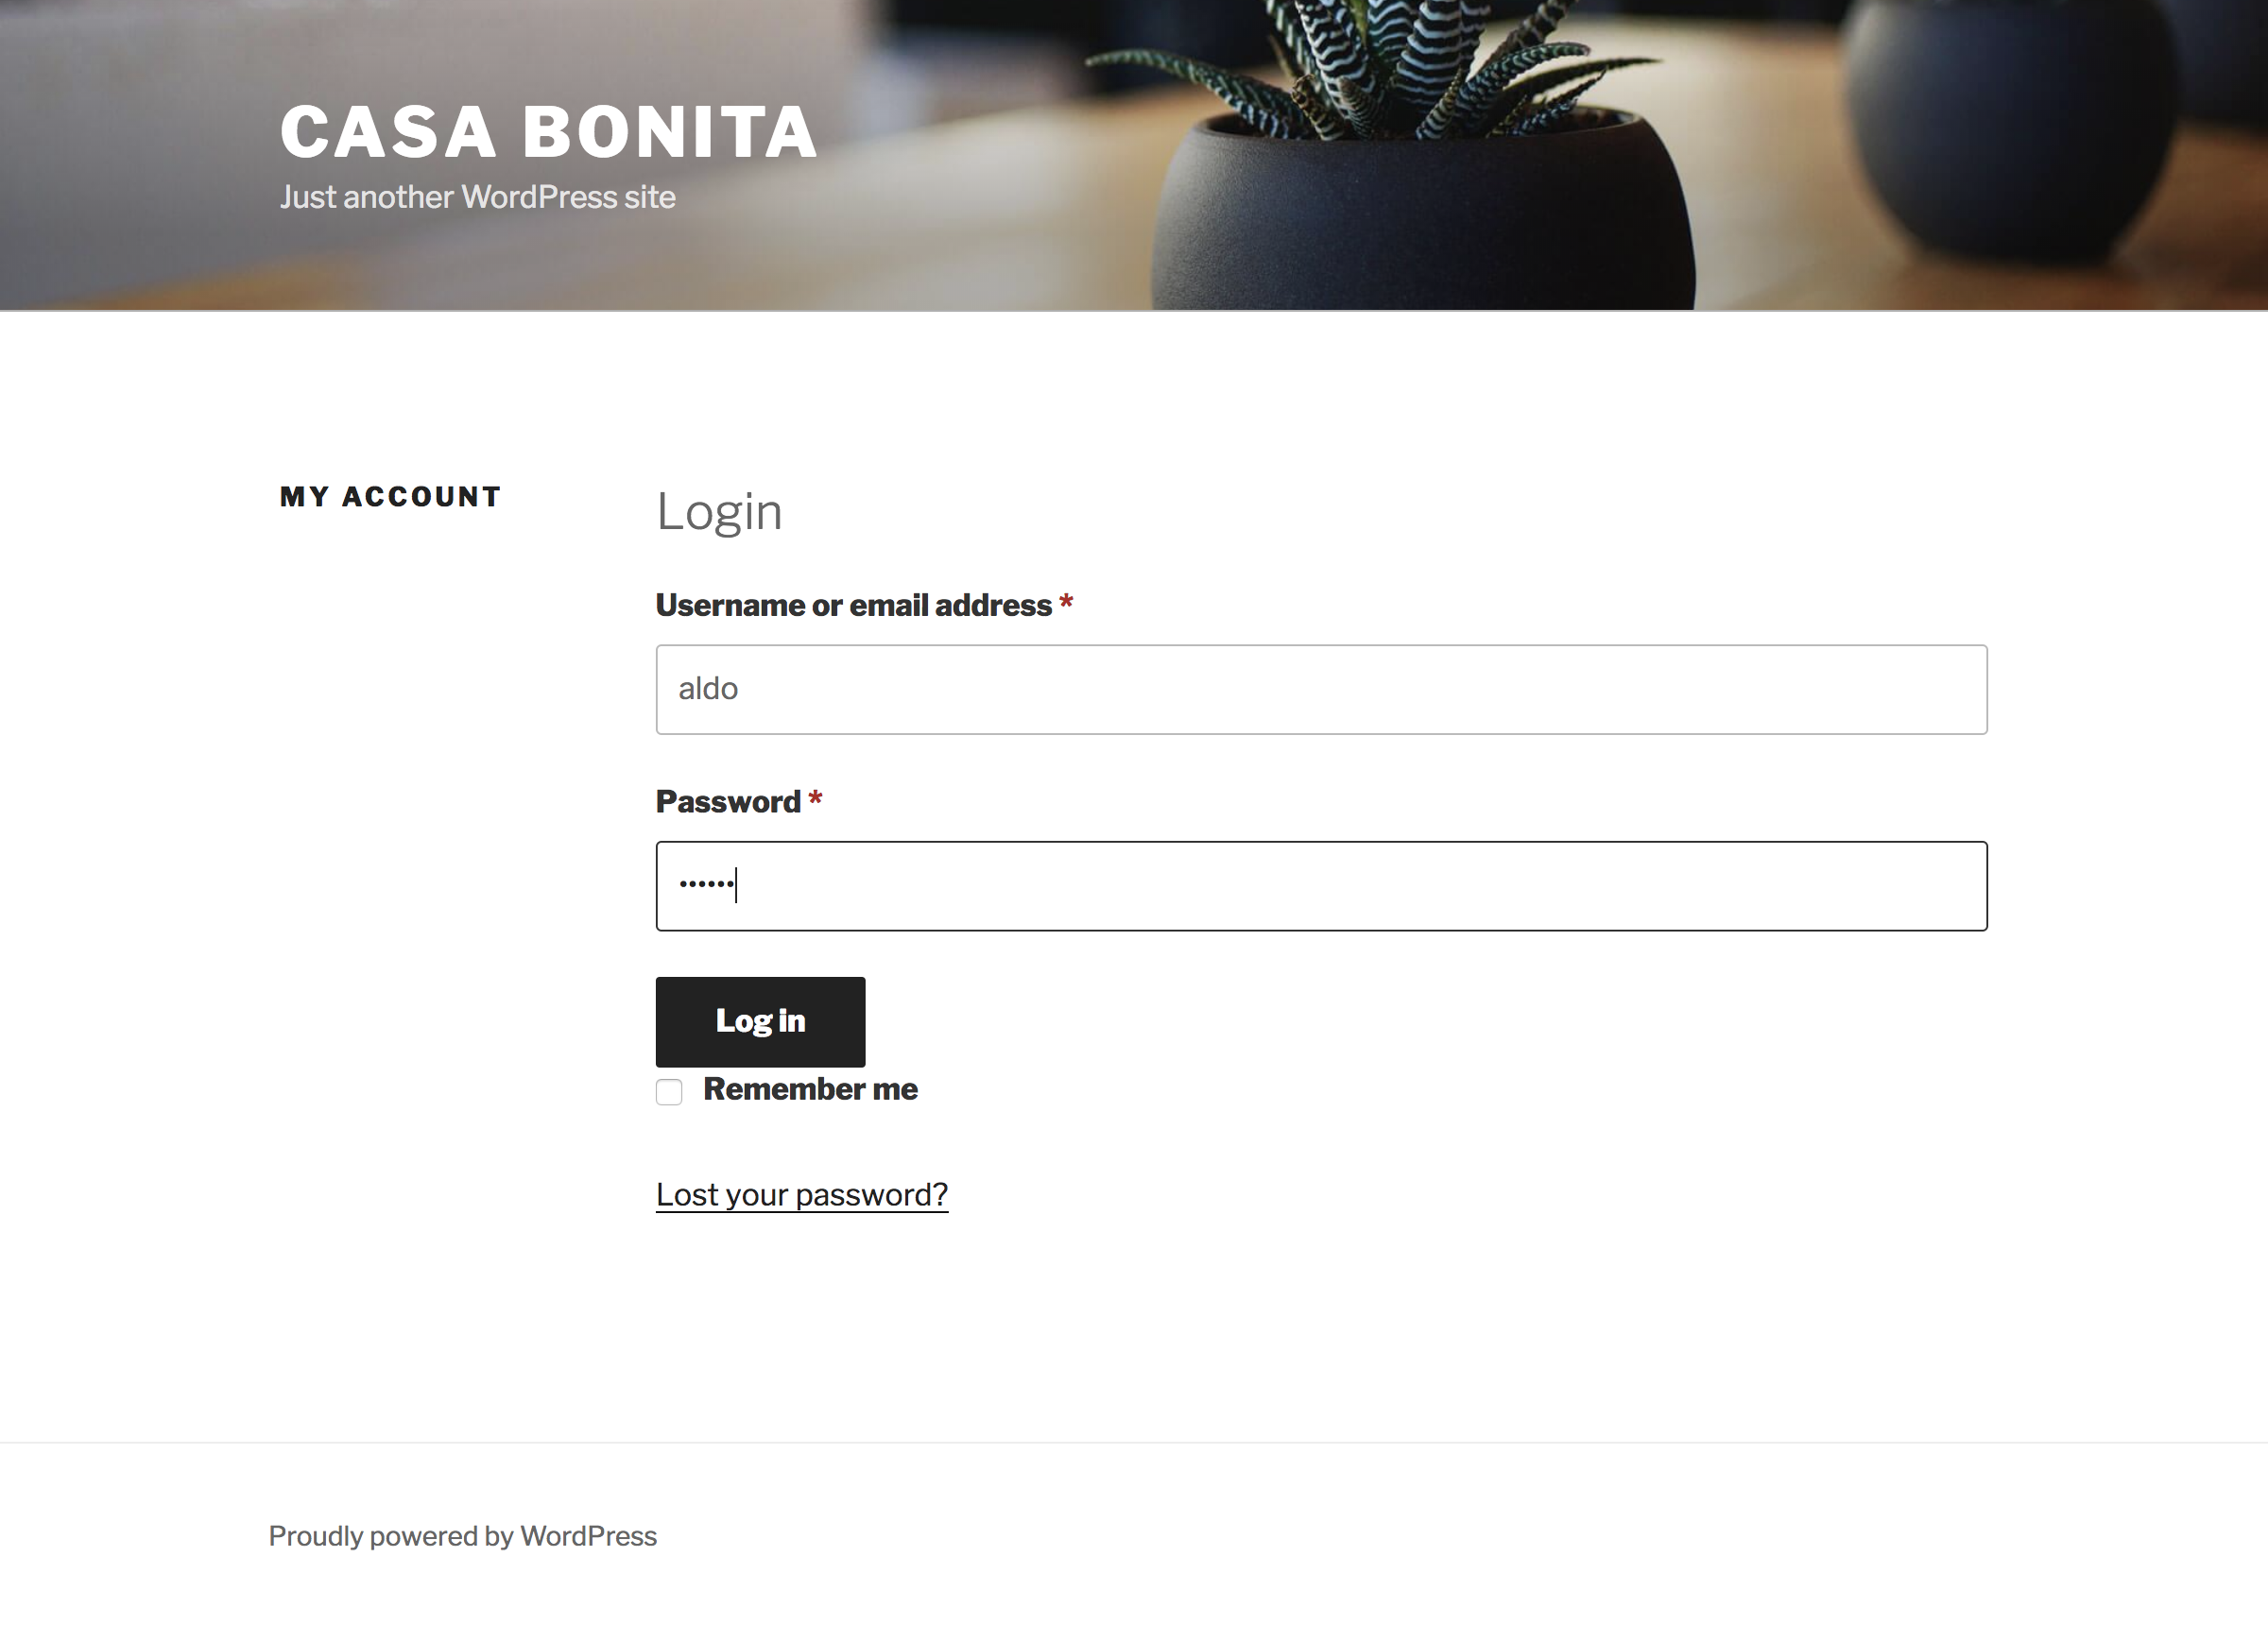 CASA BONITA
Just another WordPress site
MY ACCOUNT
Login
Username or email address *
aldo
Password *
••••••
Log in
Remember me
Lost your password?
Proudly powered by WordPress